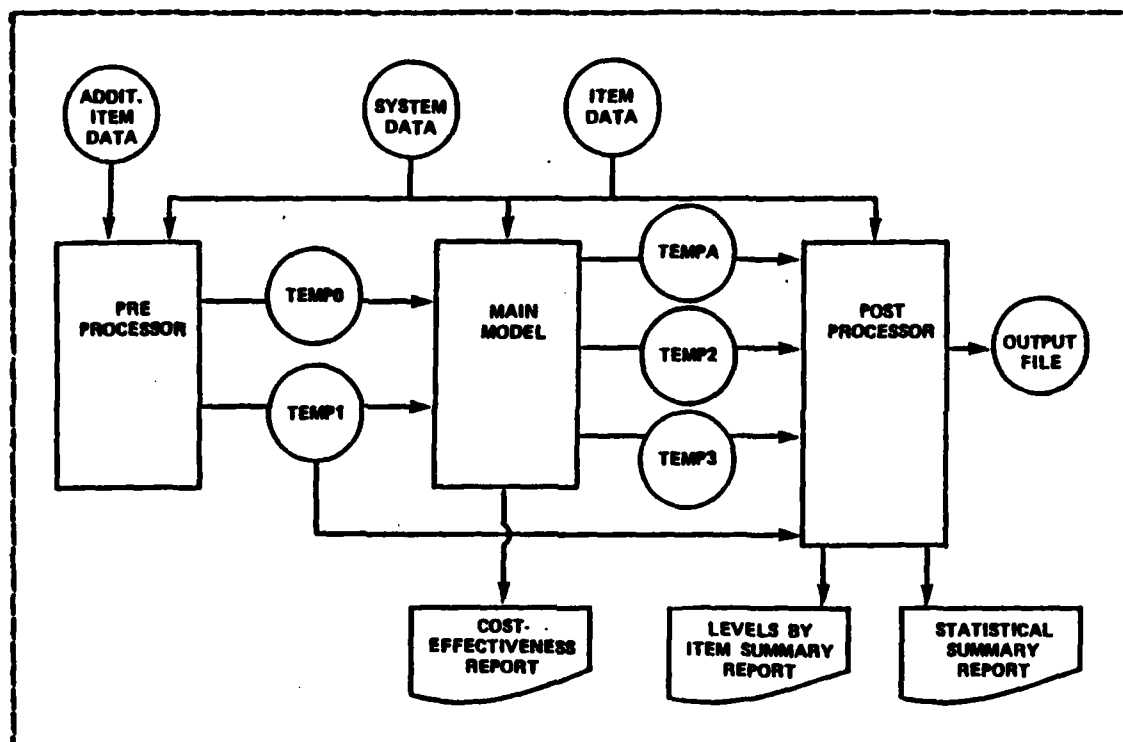 ADDIT.
ITEM
DATA
SYSTEM
DATA
ITEM
DATA
PRE
PROCESSOR
TEMP0
TEMP1
MAIN
MODEL
TEMPA
TEMP2
TEMP3
POST
PROCESSOR
OUTPUT
FILE
COST-
EFFECTIVENESS
REPORT
LEVELS BY
ITEM SUMMARY
REPORT
STATISTICAL
SUMMARY
REPORT